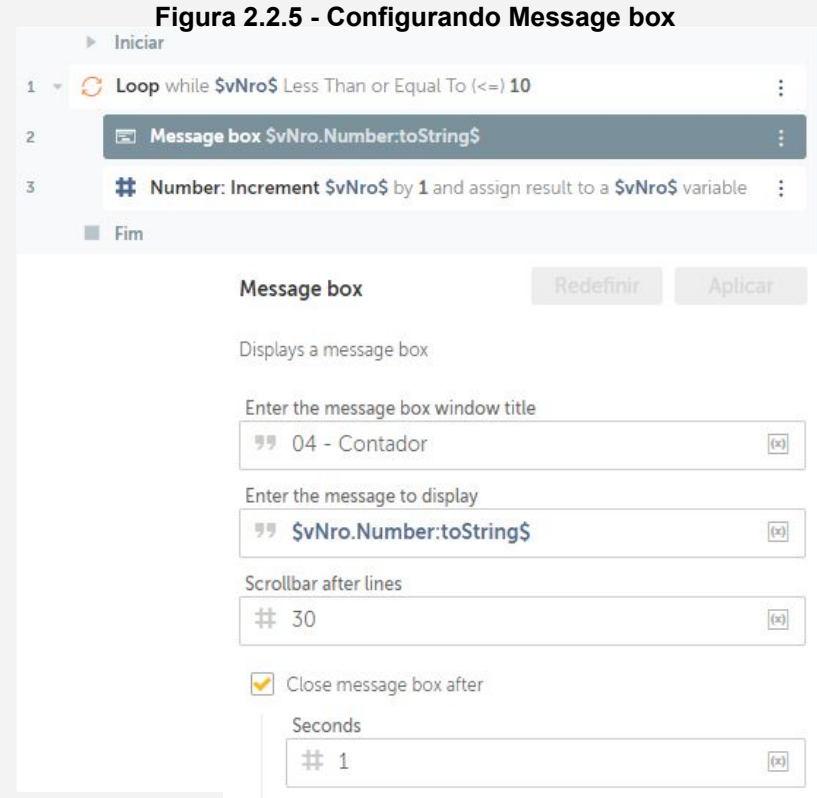 Figura 2.2.5 - Configurando Message box
Iniciar
1 Loop while $vNro$ Less Than or Equal To (<=) 10
2 Message box $vNro.Number:toString$
3 Number: Increment $vNro$ by 1 and assign result to a $vNro$ variable
Fim
Message box Redefinir Aplicar
Displays a message box
Enter the message box window title
04 - Contador (x)
Enter the message to display
$vNro.Number:toString$ (x)
Scrollbar after lines
30 (x)
Close message box after
Seconds
1 (x)